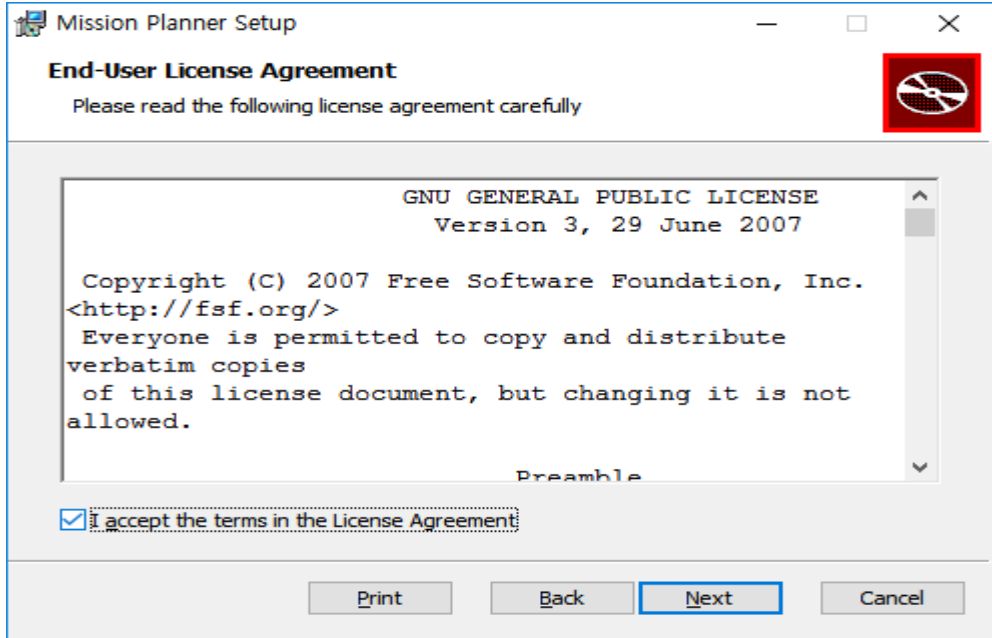 Mission Planner Setup
End-User License Agreement
Please read the following license agreement carefully
GNU GENERAL PUBLIC LICENSE
Version 3, 29 June 2007
Copyright (C) 2007 Free Software Foundation, Inc.
<http://fsf.org/>
Everyone is permitted to copy and distribute
verbatim copies
of this license document, but changing it is not
allowed.
Preamble
I accept the terms in the License Agreement
Print Back Next Cancel